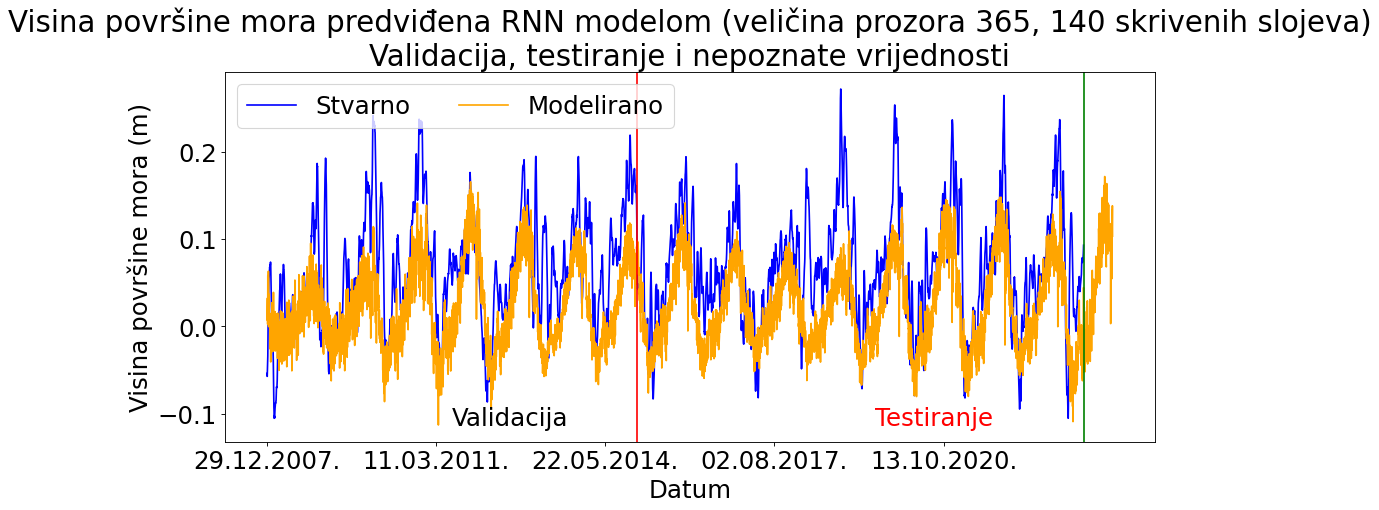 Visina površine mora predviđena RNN modelom (veličina prozora 365, 140 skrivenih slojeva)
Validacija, testiranje i nepoznate vrijednosti
Stvarno Modelirano
Visina površine mora (m)
0.2
0.1
0.0
−0.1
Validacija
Testiranje
29.12.2007. 11.03.2011. 22.05.2014. 02.08.2017. 13.10.2020.
Datum